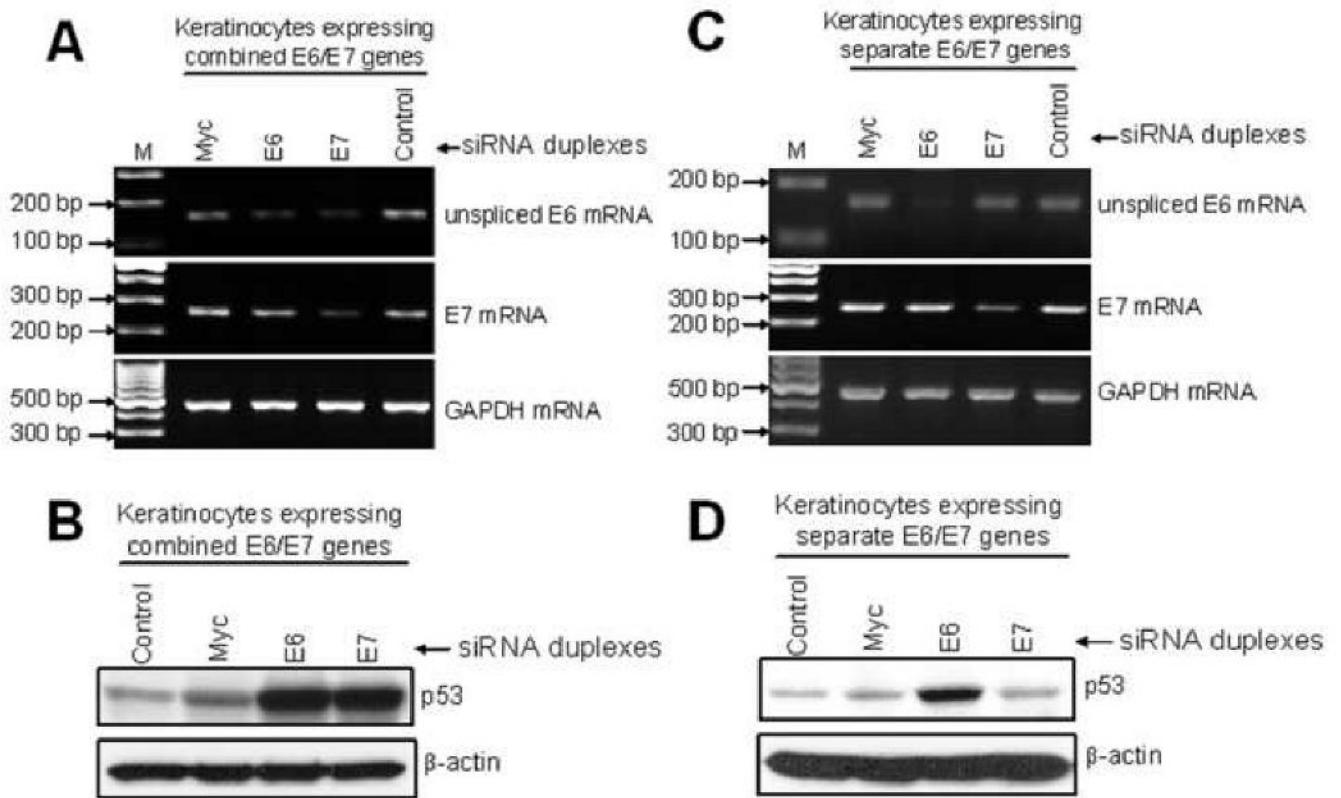 A
Keratinocytes expressing
combined E6/E7 genes
M
Myc
E6
E7
Control
←siRNA duplexes
200 bp
100 bp
unspliced E6 mRNA
300 bp
200 bp
E7 mRNA
500 bp
300 bp
GAPDH mRNA
C
Keratinocytes expressing
separate E6/E7 genes
M
Myc
E6
E7
Control
←siRNA duplexes
200 bp
100 bp
unspliced E6 mRNA
300 bp
200 bp
E7 mRNA
500 bp
300 bp
GAPDH mRNA
B
Keratinocytes expressing
combined E6/E7 genes
Control
Myc
E6
E7
← siRNA duplexes
p53
β-actin
D
Keratinocytes expressing
separate E6/E7 genes
Control
Myc
E6
E7
← siRNA duplexes
p53
β-actin